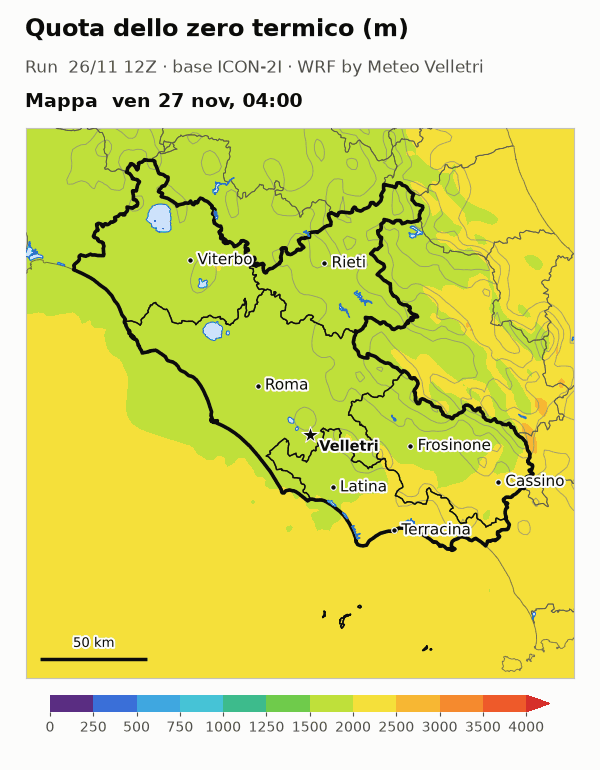 Quota dello zero termico (m)
Run  26/11 12Z · base ICON-2I · WRF by Meteo Velletri
Mappa  ven 27 nov, 04:00
Viterbo
Rieti
Roma
Velletri
Frosinone
Latina
Cassino
Terracina
50 km
0 250 500 750 1000 1250 1500 2000 2500 3000 3500 4000